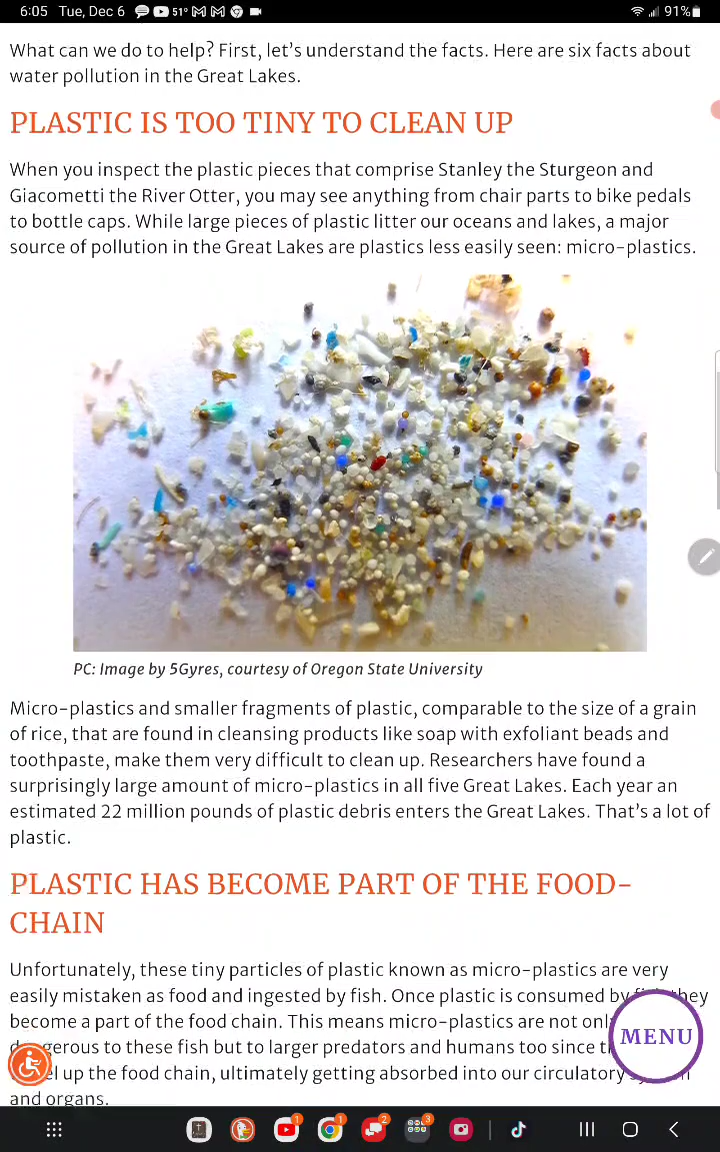 6:05 Tue, Dec 6 51° 91%
What can we do to help? First, let's understand the facts. Here are six facts about
water pollution in the Great Lakes.
PLASTIC IS TOO TINY TO CLEAN UP
When you inspect the plastic pieces that comprise Stanley the Sturgeon and
Giacometti the River Otter, you may see anything from chair parts to bike pedals
to bottle caps. While large pieces of plastic litter our oceans and lakes, a major
source of pollution in the Great Lakes are plastics less easily seen: micro-plastics.
PC: Image by 5Gyres, courtesy of Oregon State University
Micro-plastics and smaller fragments of plastic, comparable to the size of a grain
of rice, that are found in cleansing products like soap with exfoliant beads and
toothpaste, make them very difficult to clean up. Researchers have found a
surprisingly large amount of micro-plastics in all five Great Lakes. Each year an
estimated 22 million pounds of plastic debris enters the Great Lakes. That's a lot of
plastic.
PLASTIC HAS BECOME PART OF THE FOOD-
CHAIN
Unfortunately, these tiny particles of plastic known as micro-plastics are very
easily mistaken as food and ingested by fish. Once plastic is consumed by they
become a part of the food chain. This means micro-plastics are not
MENU
to these fish but to larger predators and humans too since
up the food chain, ultimately getting absorbed into our circulatory
and organs.
1 1 2 3